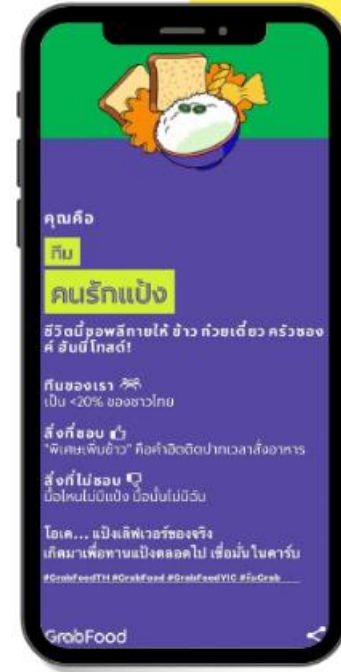 คุณคือ
ทีม
คนรักแป้ง
ชีวิตนี้ขอพลีกายให้ ข้าว ก๋วยเตี๋ยว ครัวซอง
ค์ ฮันนี่โทสต์!
ทีมของเรา
เป็น <20% ของชาวไทย
สิ่งที่ชอบ
"พิเศษเพิ่มข้าว" คือคำฮิตติดปากเวลาสั่งอาหาร
สิ่งที่ไม่ชอบ
มื้อไหนไม่มีแป้ง มื้อนั้นไม่มีฉัน
โอเค... แป้งเลิฟเวอร์ของจริง
เกิดมาเพื่อทานแป้งตลอดไป เชื่อมั่นในคาร์บ
#GrabFoodTH #GrabFood #GrabFoodYIC #ทีมGrab
GrabFood